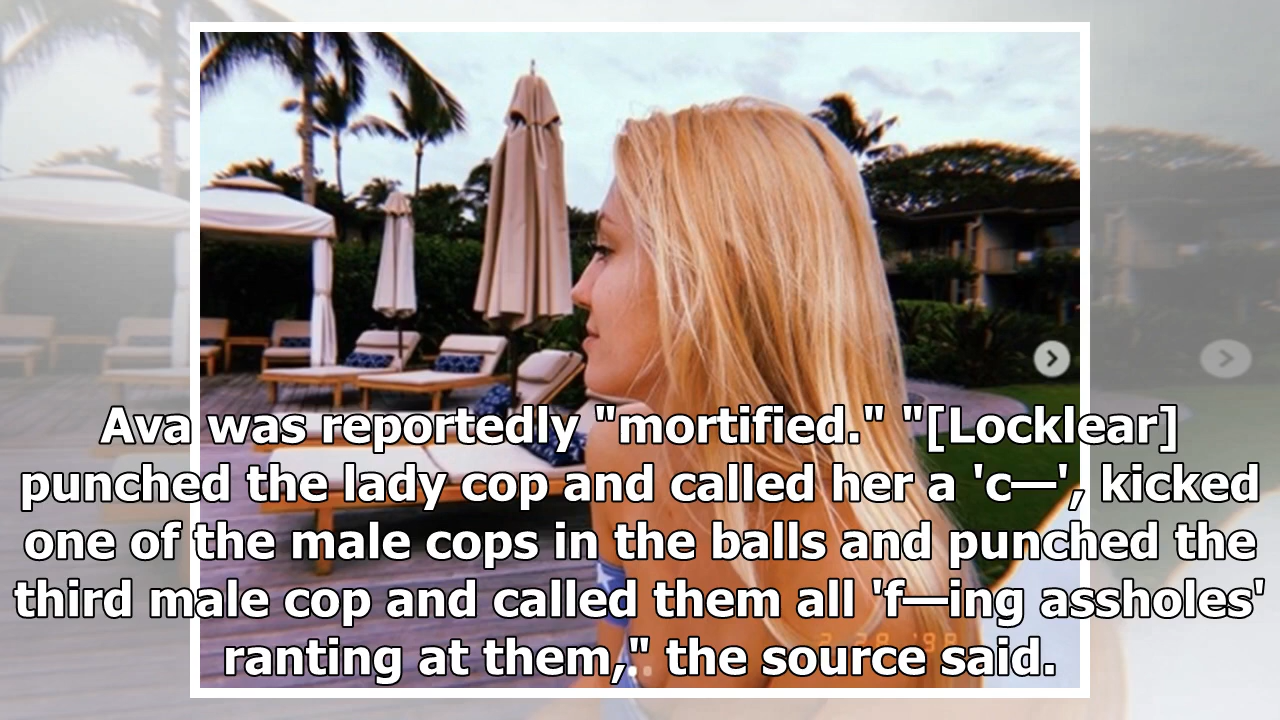 Ava was reportedly "mortified." "[Locklear]
punched the lady cop and called her a 'c—', kicked
one of the male cops in the balls and punched the
third male cop and called them all 'f—ing assholes'
ranting at them," the source said.